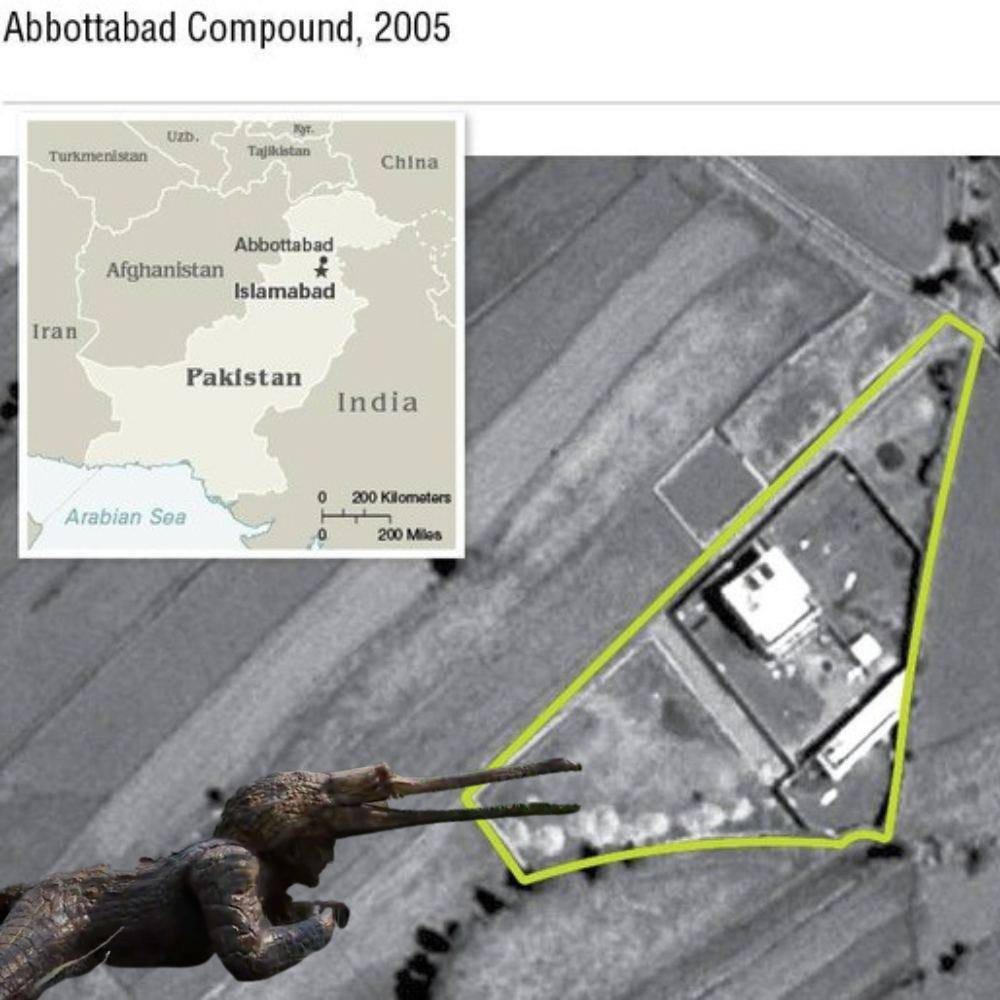 Abbottabad Compound, 2005
Uzb.
Kyr.
Turkmenistan
Tajikistan
China
Abbottabad
Afghanistan
Islamabad
Iran
Pakistan
India
0 200 Kilometers
Arabian Sea
0 200 Miles